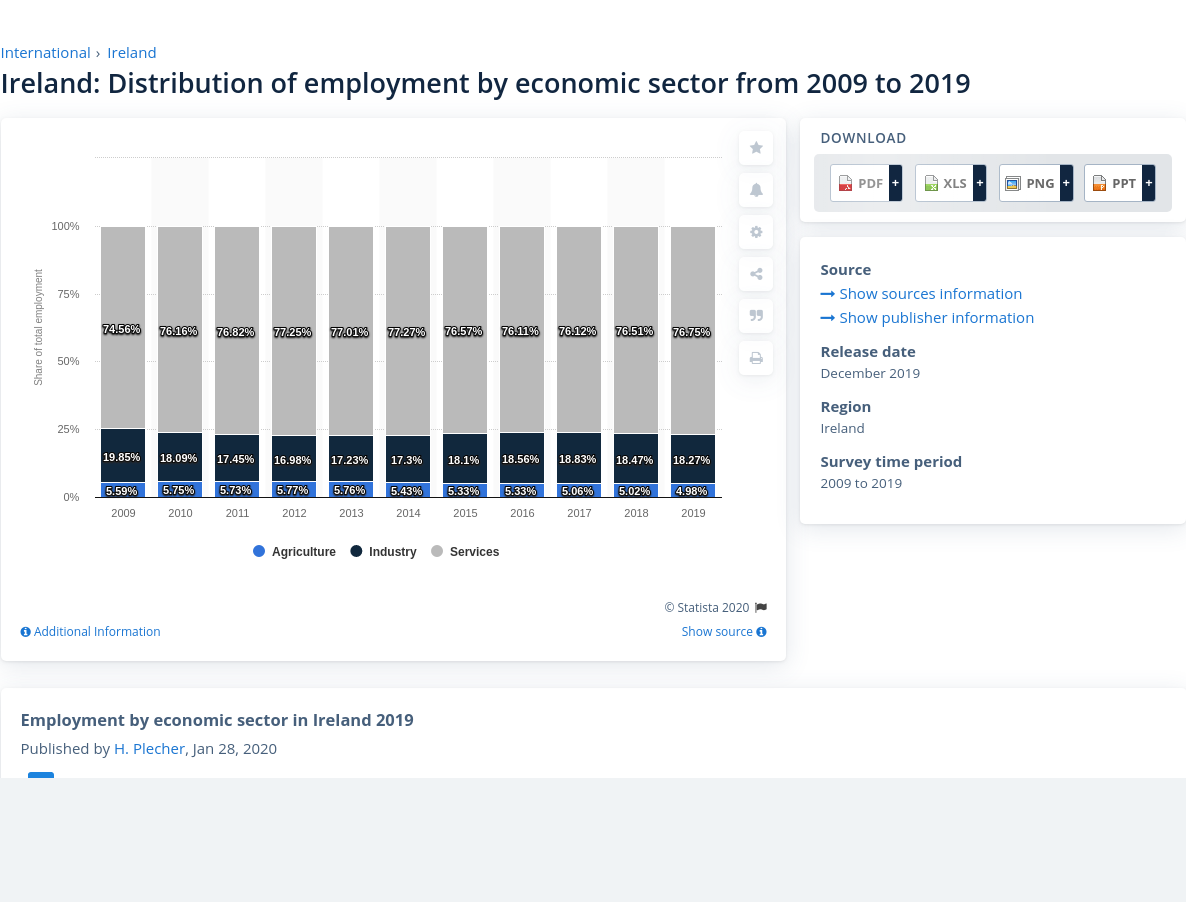 International › Ireland
Ireland: Distribution of employment by economic sector from 2009 to 2019
Share of total employment
100%
75%
50%
25%
0%
74.56% 76.16% 76.82% 77.25% 77.01% 77.27% 76.57% 76.11% 76.12% 76.51% 76.75%
19.85% 18.09% 17.45% 16.98% 17.23% 17.3% 18.1% 18.56% 18.83% 18.47% 18.27%
5.59% 5.75% 5.73% 5.77% 5.76% 5.43% 5.33% 5.33% 5.06% 5.02% 4.98%
2009 2010 2011 2012 2013 2014 2015 2016 2017 2018 2019
Agriculture Industry Services
© Statista 2020
Additional Information
Show source
DOWNLOAD
PDF + XLS + PNG + PPT +
Source
Show sources information
Show publisher information
Release date
December 2019
Region
Ireland
Survey time period
2009 to 2019
Employment by economic sector in Ireland 2019
Published by H. Plecher, Jan 28, 2020